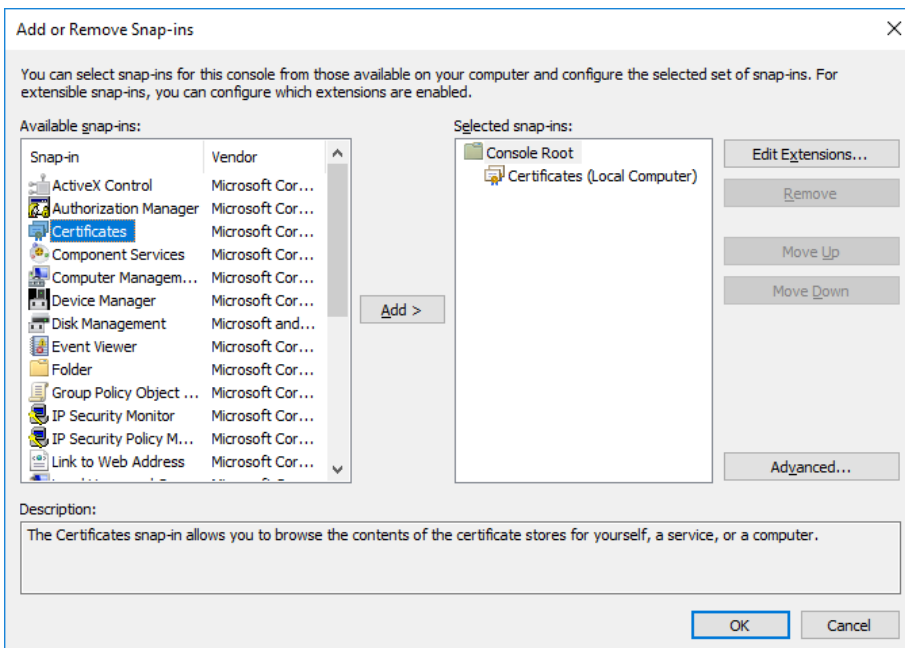 Add or Remove Snap-ins
You can select snap-ins for this console from those available on your computer and configure the selected set of snap-ins. For
extensible snap-ins, you can configure which extensions are enabled.
Available snap-ins:
Snap-in Vendor
ActiveX Control Microsoft Cor...
Authorization Manager Microsoft Cor...
Certificates Microsoft Cor...
Component Services Microsoft Cor...
Computer Managem... Microsoft Cor...
Device Manager Microsoft Cor...
Disk Management Microsoft and...
Event Viewer Microsoft Cor...
Folder Microsoft Cor...
Group Policy Object ... Microsoft Cor...
IP Security Monitor Microsoft Cor...
IP Security Policy M... Microsoft Cor...
Link to Web Address Microsoft Cor...
Add >
Selected snap-ins:
Console Root
Certificates (Local Computer)
Edit Extensions...
Remove
Move Up
Move Down
Advanced...
Description:
The Certificates snap-in allows you to browse the contents of the certificate stores for yourself, a service, or a computer.
OK
Cancel